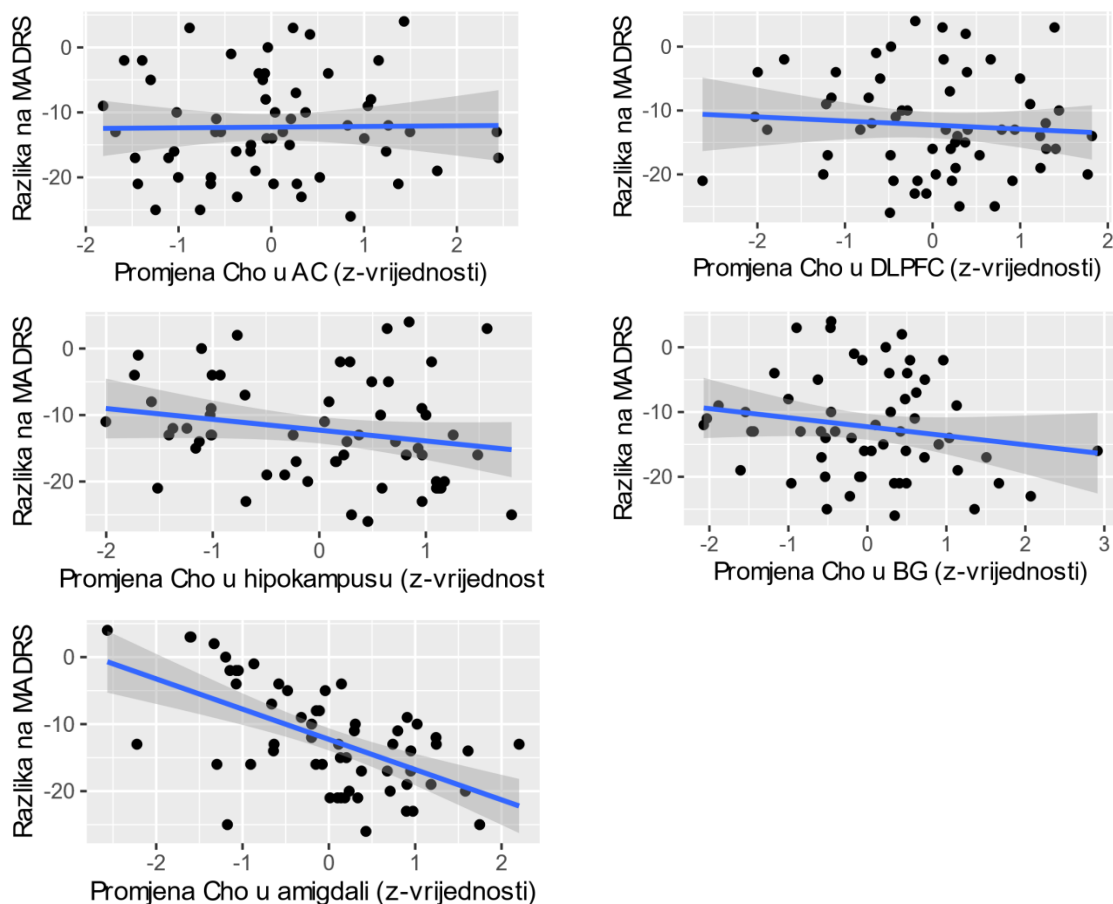 Razlika na MADRS
0
-10
-20
-2 -1 0 1 2
Promjena Cho u AC (z-vrijednosti)
Razlika na MADRS
0
-10
-20
-2 -1 0 1 2
Promjena Cho u DLPFC (z-vrijednosti)
Razlika na MADRS
0
-10
-20
-2 -1 0 1
Promjena Cho u hipokampusu (z-vrijednost
Razlika na MADRS
0
-10
-20
-2 -1 0 1 2 3
Promjena Cho u BG (z-vrijednosti)
Razlika na MADRS
0
-10
-20
-2 -1 0 1 2
Promjena Cho u amigdali (z-vrijednosti)